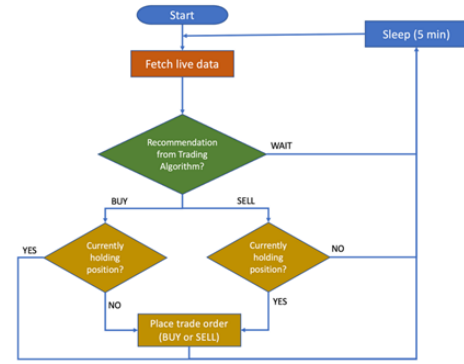 Start
Sleep (5 min)
Fetch live data
Recommendation
from Trading
Algorithm?
WAIT
BUY
SELL
YES
Currently
holding
position?
Currently
holding
position?
NO
NO
YES
Place trade order
(BUY or SELL)